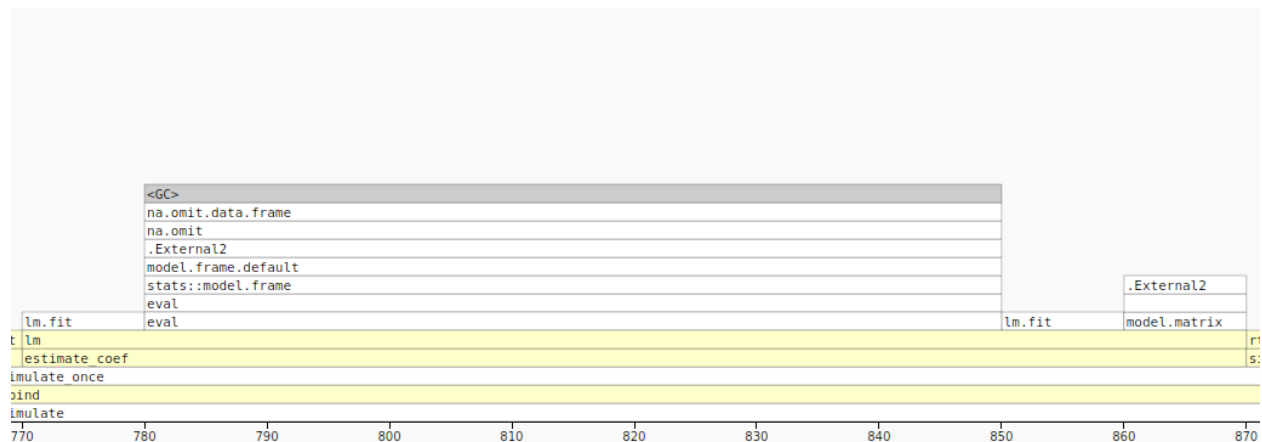 <GC>
na.omit.data.frame
na.omit
.External2
model.frame.default
stats::model.frame .External2
eval
lm.fit eval lm.fit model.matrix
t lm rt
estimate_coef s
imulate_once
bind
imulate
770 780 790 800 810 820 830 840 850 860 870